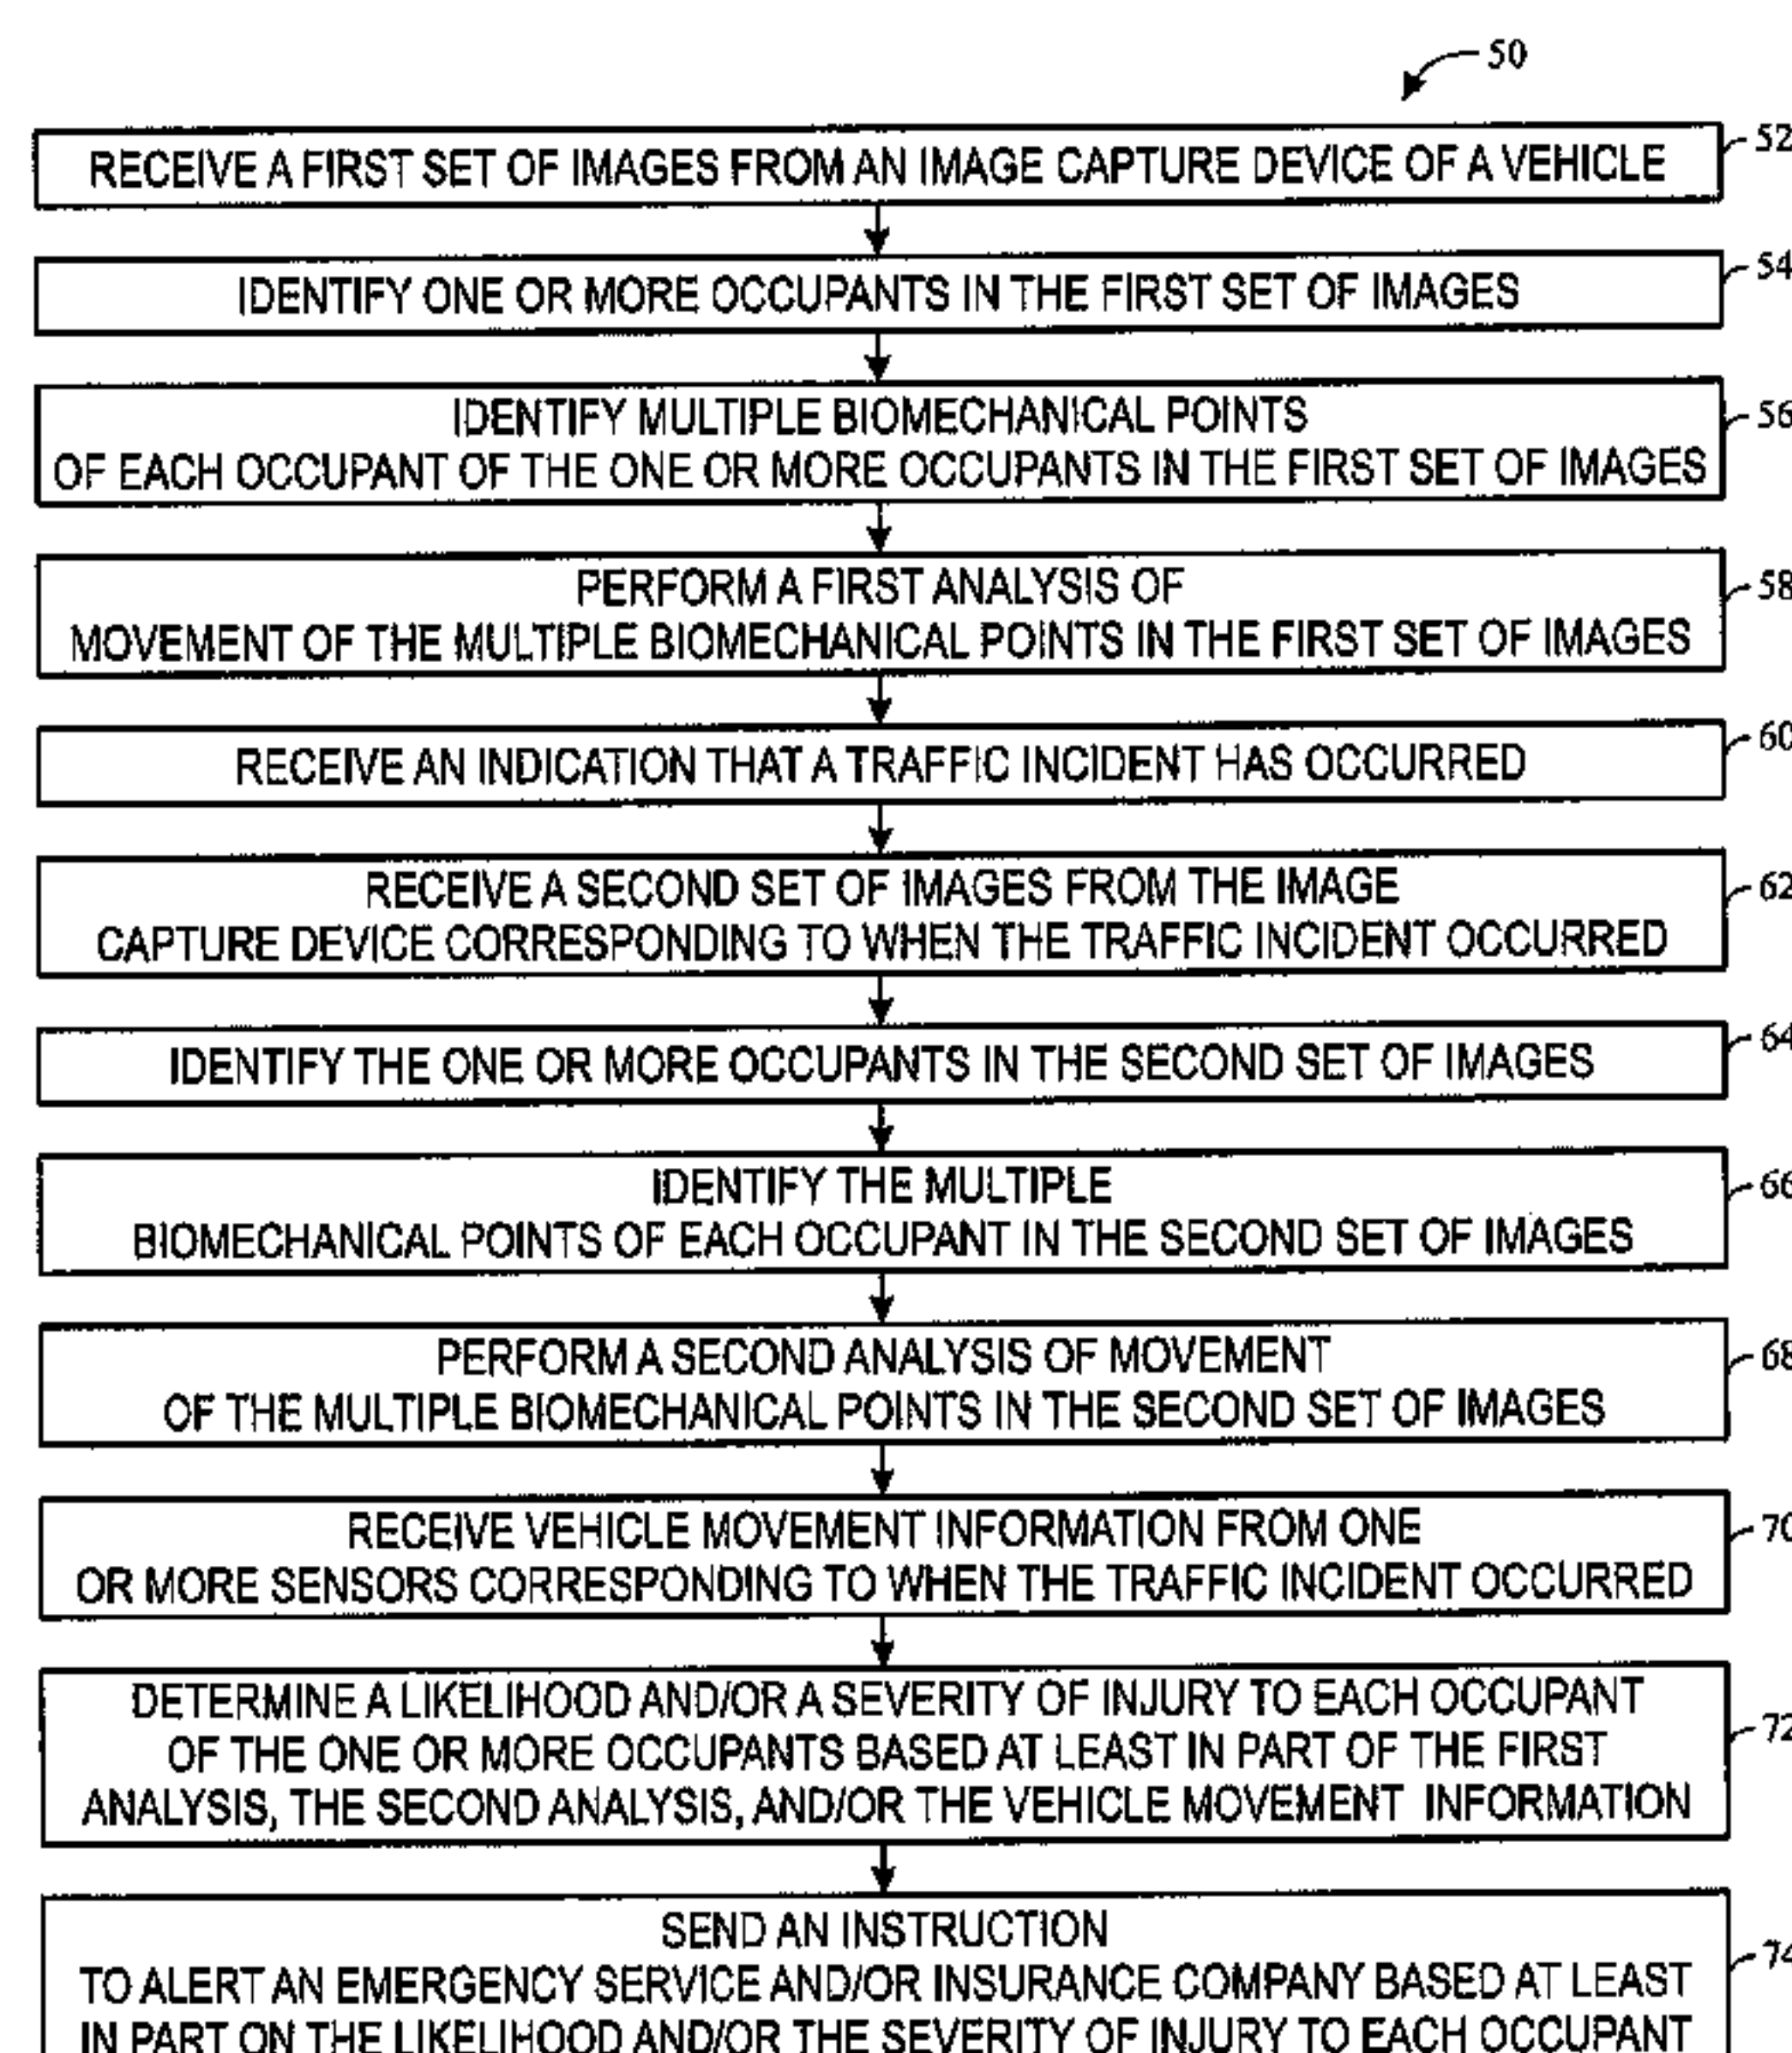 50
RECEIVE A FIRST SET OF IMAGES FROM AN IMAGE CAPTURE DEVICE OF A VEHICLE
52
IDENTIFY ONE OR MORE OCCUPANTS IN THE FIRST SET OF IMAGES
54
IDENTIFY MULTIPLE BIOMECHANICAL POINTS
OF EACH OCCUPANT OF THE ONE OR MORE OCCUPANTS IN THE FIRST SET OF IMAGES
56
PERFORM A FIRST ANALYSIS OF
MOVEMENT OF THE MULTIPLE BIOMECHANICAL POINTS IN THE FIRST SET OF IMAGES
58
RECEIVE AN INDICATION THAT A TRAFFIC INCIDENT HAS OCCURRED
60
RECEIVE A SECOND SET OF IMAGES FROM THE IMAGE
CAPTURE DEVICE CORRESPONDING TO WHEN THE TRAFFIC INCIDENT OCCURRED
62
IDENTIFY THE ONE OR MORE OCCUPANTS IN THE SECOND SET OF IMAGES
64
IDENTIFY THE MULTIPLE
BIOMECHANICAL POINTS OF EACH OCCUPANT IN THE SECOND SET OF IMAGES
66
PERFORM A SECOND ANALYSIS OF MOVEMENT
OF THE MULTIPLE BIOMECHANICAL POINTS IN THE SECOND SET OF IMAGES
68
RECEIVE VEHICLE MOVEMENT INFORMATION FROM ONE
OR MORE SENSORS CORRESPONDING TO WHEN THE TRAFFIC INCIDENT OCCURRED
70
DETERMINE A LIKELIHOOD AND/OR A SEVERITY OF INJURY TO EACH OCCUPANT
OF THE ONE OR MORE OCCUPANTS BASED AT LEAST IN PART OF THE FIRST
ANALYSIS, THE SECOND ANALYSIS, AND/OR THE VEHICLE MOVEMENT INFORMATION
72
SEND AN INSTRUCTION
TO ALERT AN EMERGENCY SERVICE AND/OR INSURANCE COMPANY BASED AT LEAST
IN PART ON THE LIKELIHOOD AND/OR THE SEVERITY OF INJURY TO EACH OCCUPANT
74